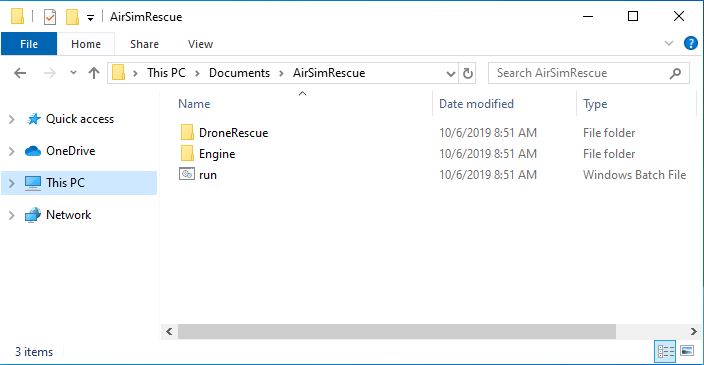 AirSimRescue
File Home Share View
This PC Documents AirSimRescue Search AirSimRescue
Name Date modified Type
Quick access
OneDrive
This PC
Network
DroneRescue 10/6/2019 8:51 AM File folder
Engine 10/6/2019 8:51 AM File folder
run 10/6/2019 8:51 AM Windows Batch File
3 items